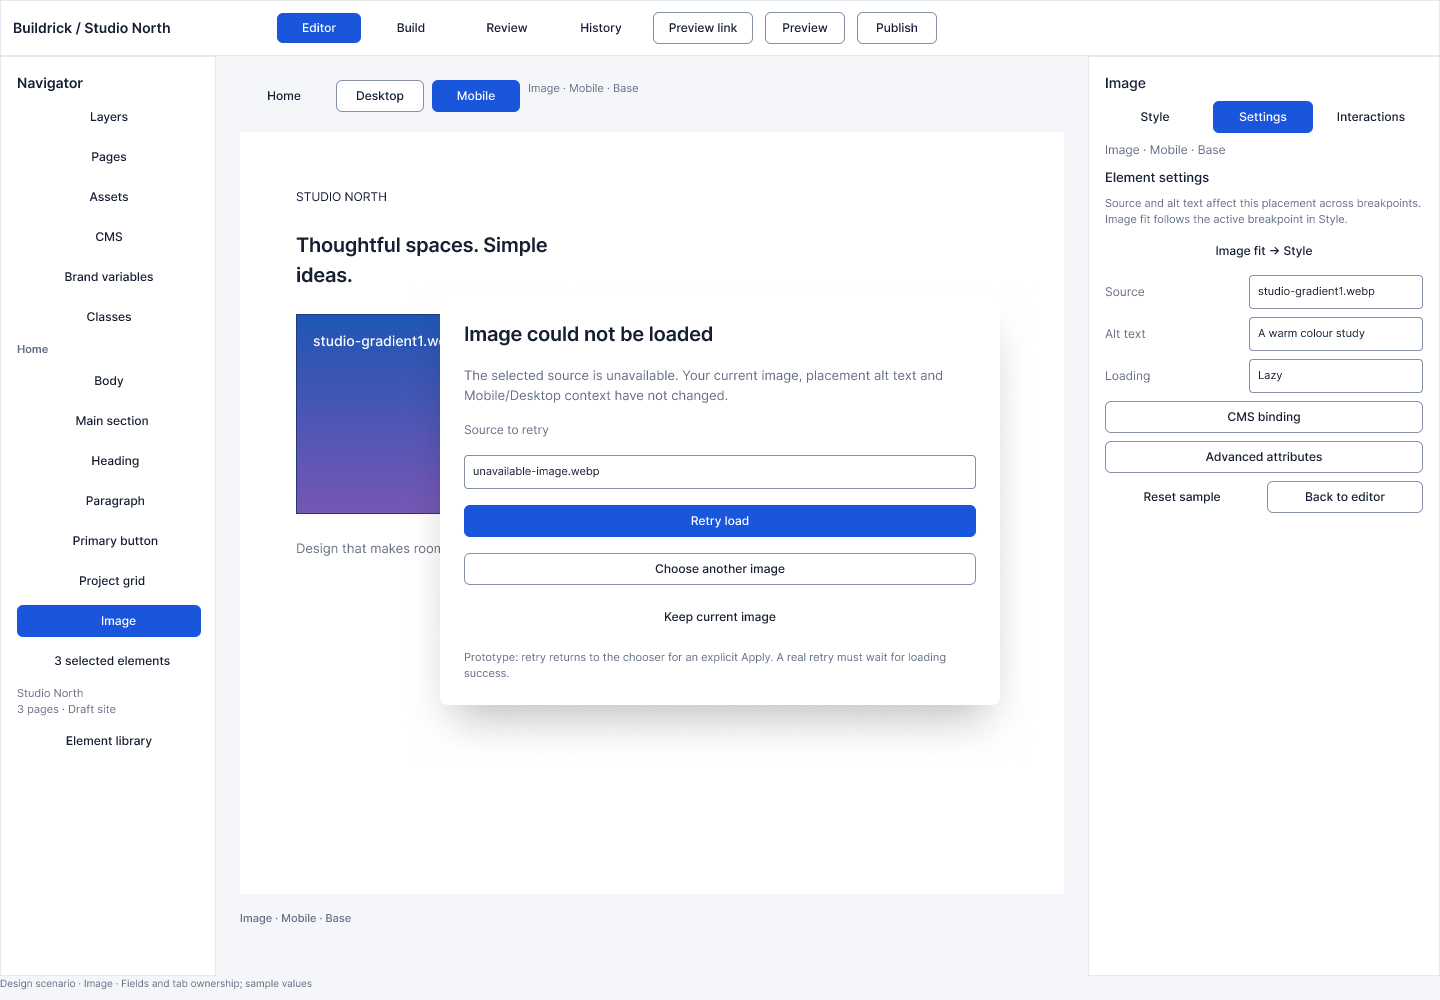 Buildrick / Studio North
Editor
Build
Review
History
Preview link
Preview
Publish
Navigator
Layers
Pages
Assets
CMS
Brand variables
Classes
Home
Body
Main section
Heading
Paragraph
Primary button
Project grid
Image
3 selected elements
Studio North
3 pages · Draft site
Element library
Home
Desktop
Mobile
Image · Mobile · Base
STUDIO NORTH
Thoughtful spaces. Simple
ideas.
studio-gradient1.we
Design that makes room
Image could not be loaded
The selected source is unavailable. Your current image, placement alt text and
Mobile/Desktop context have not changed.
Source to retry
unavailable-image.webp
Retry load
Choose another image
Keep current image
Prototype: retry returns to the chooser for an explicit Apply. A real retry must wait for loading
success.
Image · Mobile · Base
Image
Style
Settings
Interactions
Image · Mobile · Base
Element settings
Source and alt text affect this placement across breakpoints.
Image fit follows the active breakpoint in Style.
Image fit → Style
Source
studio-gradient1.webp
Alt text
A warm colour study
Loading
Lazy
CMS binding
Advanced attributes
Reset sample
Back to editor
Design scenario · Image · Fields and tab ownership; sample values